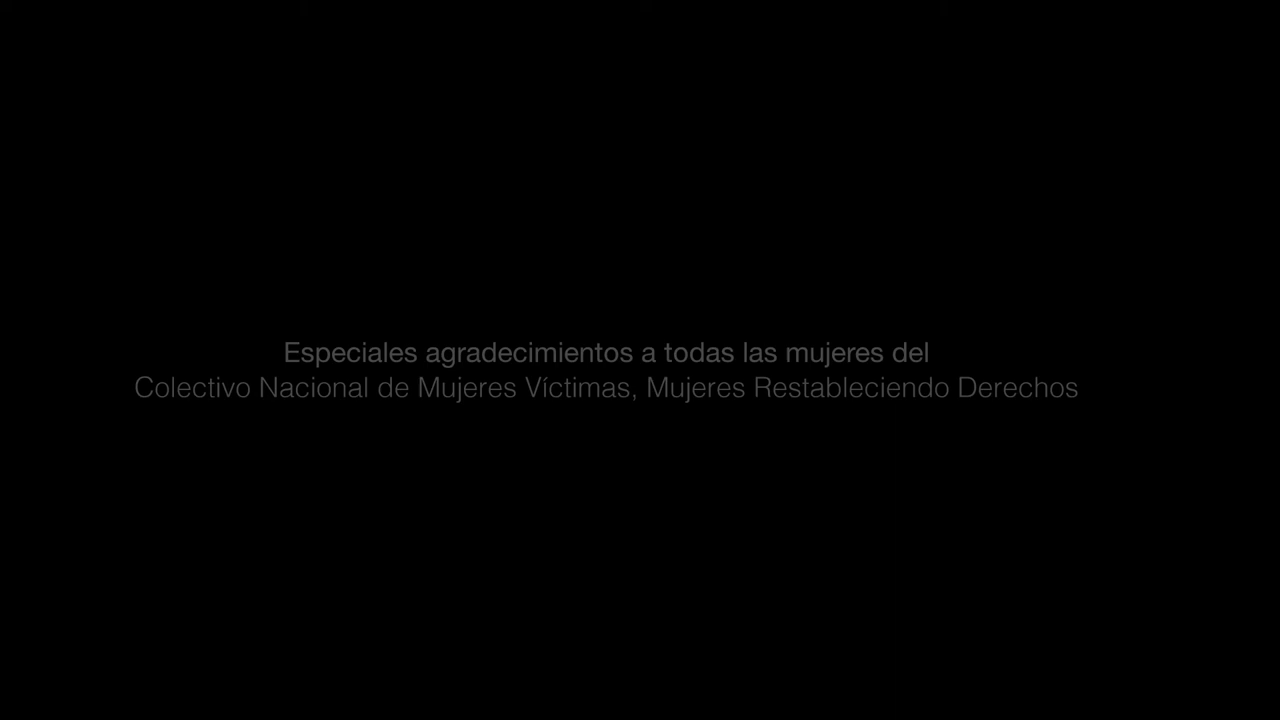 Especiales agradecimientos a todas las mujeres del
Colectivo Nacional de Mujeres Víctimas, Mujeres Restableciendo Derechos